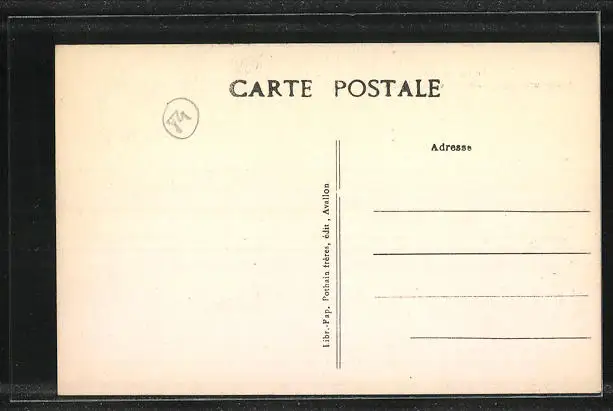 CARTE POSTALE
Adresse
Libr.-Pap. Pothain frères, édit, Avallon